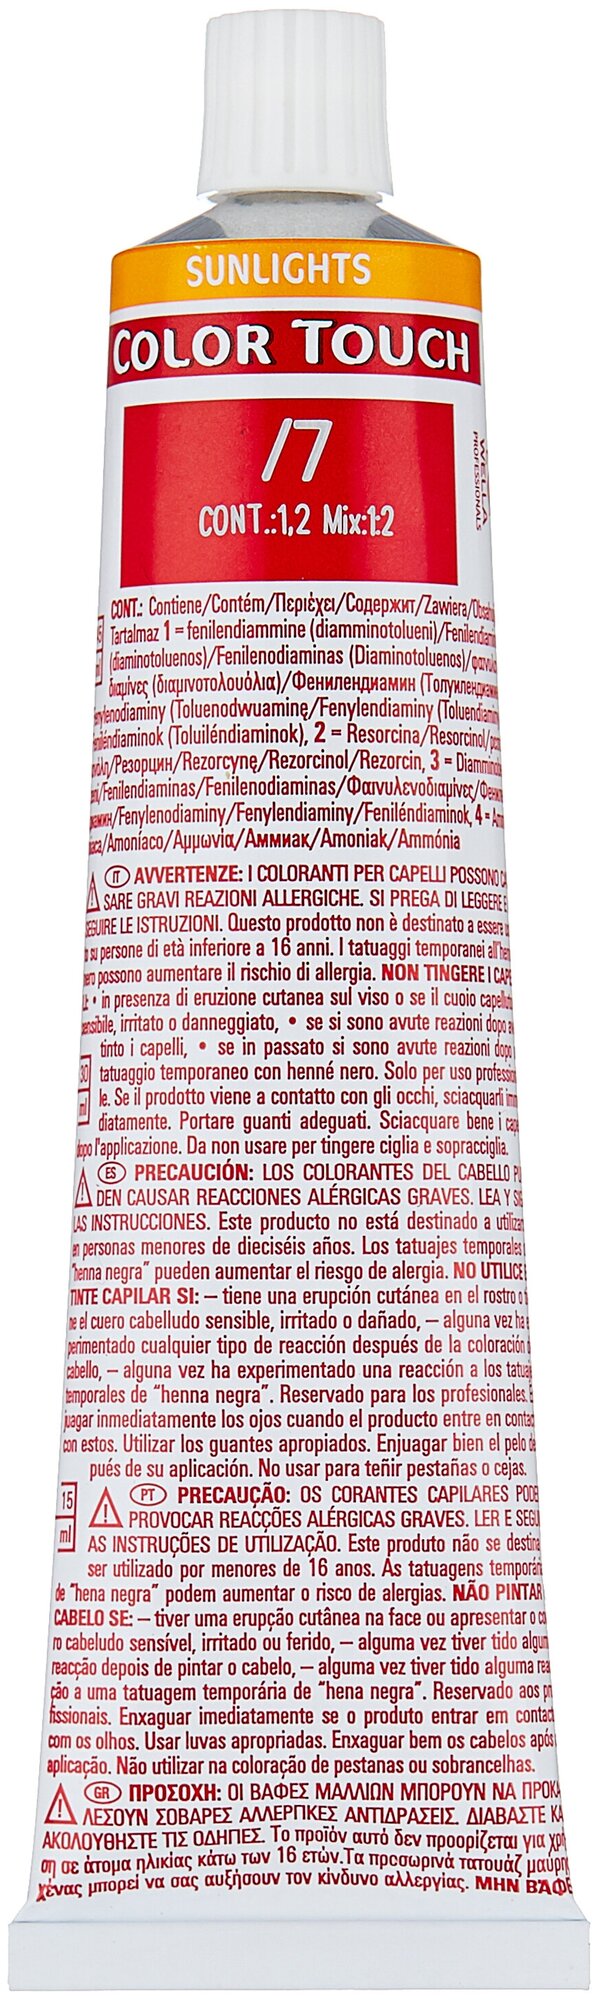 SUNLIGHTS
COLOR TOUCH
/7
CONT.:1,2 Mix:1:2
WELLA
PROFESSIONALS
CONT.: Contiene/Contém/Περιέχει/Содержит/Zawiera/
Tartalmaz 1 = fenilendiammine (diamminotolueni)/
(diaminotoluenos)/Fenilenodiaminas (Diaminotoluenos)/
διαμίνες (διαμινοτολουόλια)/Фенилендиамин
(Toluenodwuaminę/Fenylendiaminy
(Toluiléndiáminok), 2 = Resorcina/Resorcinol/
Резорцин/Rezorcynę/Rezorcinol/Rezorcin, 3 =
Fenilendiaminas/Fenilenodiaminas/Φαινυλενοδιαμίνες/
Fenylenodiaminy/Fenylendiaminy/Feniléndiáminok, 4 =
Amoníaco/Αμμωνία/Аммиак/Amoniak/Ammónia
IT AVVERTENZE: I COLORANTI PER CAPELLI POSSONO
SARE GRAVI REAZIONI ALLERGICHE. SI PREGA DI LEGGERE E
SEGUIRE LE ISTRUZIONI. Questo prodotto non è destinato a essere
su persone di età inferiore a 16 anni. I tatuaggi temporanei
possono aumentare il rischio di allergia. NON TINGERE I
• in presenza di eruzione cutanea sul viso o se il cuoio
sensibile, irritato o danneggiato, • se si sono avute reazioni dopo
tinto i capelli, • se in passato si sono avute reazioni dopo
30
ml
tatuaggio temporaneo con henné nero. Solo per uso
le. Se il prodotto viene a contatto con gli occhi, sciacquarli
diatamente. Portare guanti adeguati. Sciacquare bene i
dopo l'applicazione. Da non usare per tingere ciglia e sopracciglia.
ES PRECAUCIÓN: LOS COLORANTES DEL CABELLO
DEN CAUSAR REACCIONES ALÉRGICAS GRAVES. LEA Y
LAS INSTRUCCIONES. Este producto no está destinado a
en personas menores de dieciséis años. Los tatuajes temporales
"henna negra" pueden aumentar el riesgo de alergia. NO UTILICE
TINTE CAPILAR SI: – tiene una erupción cutánea en el rostro o
ne el cuero cabelludo sensible, irritado o dañado, – alguna vez
perimentado cualquier tipo de reacción después de la coloración
cabello, – alguna vez ha experimentado una reacción a los
temporales de "henna negra". Reservado para los profesionales.
juagar inmediatamente los ojos cuando el producto entre en
con estos. Utilizar los guantes apropiados. Enjuagar bien el pelo
pués de su aplicación. No usar para teñir pestañas o cejas.
15
ml
PT PRECAUÇÃO: OS CORANTES CAPILARES
PROVOCAR REACÇÕES ALÉRGICAS GRAVES. LER E
AS INSTRUÇÕES DE UTILIZAÇÃO. Este produto não se
ser utilizado por menores de 16 anos. As tatuagens
de "hena negra" podem aumentar o risco de alergias. NÃO PINTAR
CABELO SE: – tiver uma erupção cutânea na face ou apresentar o
ro cabeludo sensível, irritado ou ferido, – alguma vez tiver tido
reacção depois de pintar o cabelo, – alguma vez tiver tido alguma
ção a uma tatuagem temporária de "hena negra". Reservado aos
fissionais. Enxaguar imediatamente se o produto entrar em
com os olhos. Usar luvas apropriadas. Enxaguar bem os cabelos após
aplicação. Não utilizar na coloração de pestanas ou sobrancelhas.
GR ΠΡΟΣΟΧΗ: ΟΙ ΒΑΦΕΣ ΜΑΛΛΙΩΝ ΜΠΟΡΟΥΝ ΝΑ
ΛΕΣΟΥΝ ΣΟΒΑΡΕΣ ΑΛΛΕΡΓΙΚΕΣ ΑΝΤΙΔΡΑΣΕΙΣ. ΔΙΑΒΑΣΤΕ
ΑΚΟΛΟΥΘΗΣΤΕ ΤΙΣ ΟΔΗΓΙΕΣ. Το προϊόν αυτό δεν προορίζεται για
ση σε άτομα ηλικίας κάτω των 16 ετών. Τα προσωρινά τατουάζ
χένας μπορεί να σας αυξήσουν τον κίνδυνο αλλεργίας. ΜΗΝ